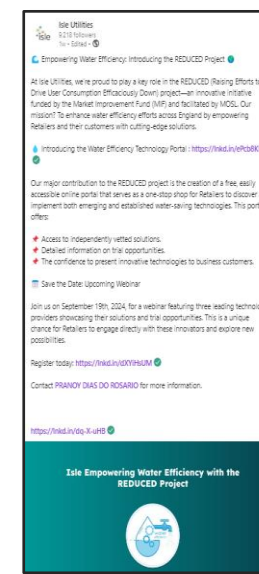 Isle Utilities
9,218 followers
1w • Edited •
isle
Empowering Water Efficiency: Introducing the REDUCED Project
At Isle Utilities, we're proud to play a key role in the REDUCED (Raising Efforts to
Drive User Consumption Efficaciously Down) project—an innovative initiative
funded by the Market Improvement Fund (MIF) and facilitated by MOSL. Our
mission? To enhance water efficiency efforts across England by empowering
Retailers and their customers with cutting-edge solutions.
Introducing the Water Efficiency Technology Portal :
Our major contribution to the REDUCED project is the creation of a free, easily
accessible online portal that serves as a one-stop shop for Retailers to discover
implement both emerging and established water-saving technologies. This port
offers:
Access to independently vetted solutions.
Detailed information on trial opportunities.
The confidence to present innovative technologies to business customers.
Save the Date: Upcoming Webinar
Join us on September 19th, 2024, for a webinar featuring three leading technolo
providers showcasing their solutions and trial opportunities. This is a unique
chance for Retailers to engage directly with these innovators and explore new
possibilities.
Register today: https://lnkd.in/dXYiHsUM
Contact PRANOY DIAS DO ROSARIO for more information.
https://lnkd.in/dq-X-uHB
Isle Empowering Water Efficiency with the
REDUCED Project